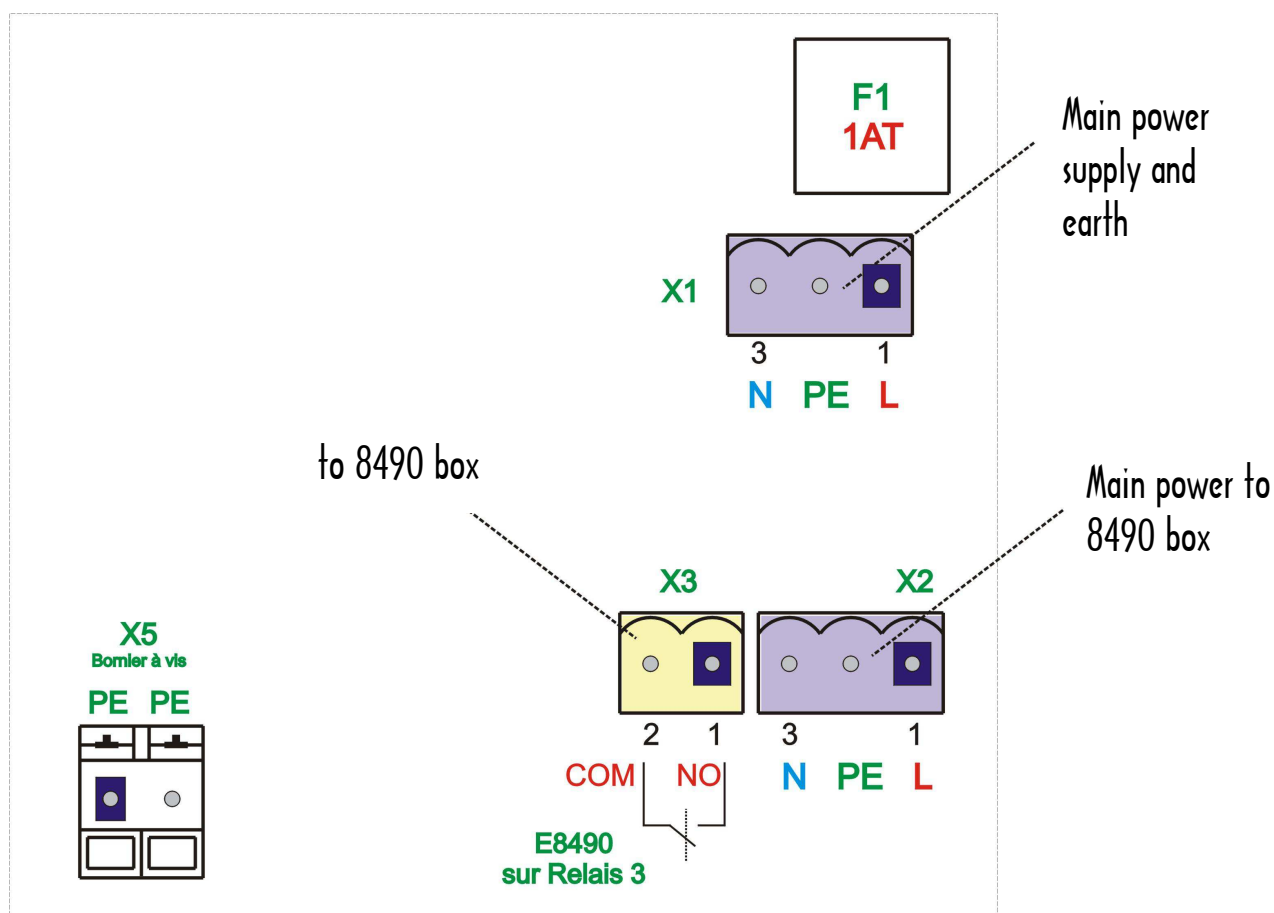 F1
1AT
Main power
supply and
earth
X1
3 1
N PE L
to 8490 box
Main power to
8490 box
X3 X2
X5
Bornier à vis
PE PE
2 1 3 1
COM NO N PE L
E8490
sur Relais 3